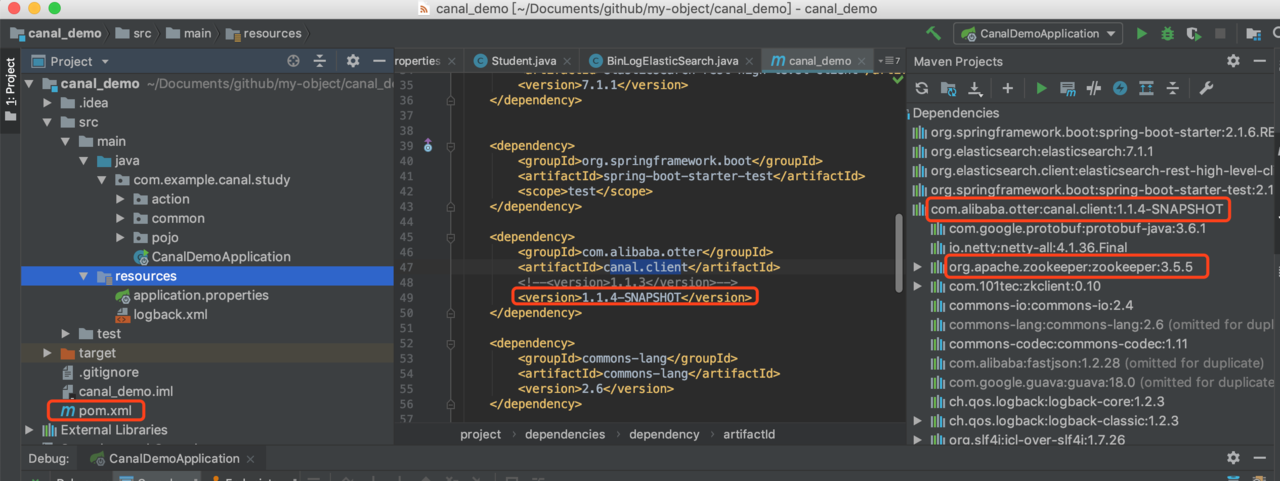 canal_demo [~/Documents/github/my-object/canal_demo] - canal_demo
canal_demo src main resources CanalDemoApplication
1: Project
Project
canal_demo ~/Documents/github/my-object/canal_d
.idea
src
main
java
com.example.canal.study
action
common
pojo
CanalDemoApplication
resources
application.properties
logback.xml
test
target
.gitignore
canal_demo.iml
pom.xml
External Libraries
roperties Student.java BinLogElasticSearch.java canal_demo 7
35 <version>7.1.1</version>
36 </dependency>
37
38
39 <dependency>
40 <groupId>org.springframework.boot</groupId>
41 <artifactId>spring-boot-starter-test</artifactId>
42 <scope>test</scope>
43 </dependency>
44
45 <dependency>
46 <groupId>com.alibaba.otter</groupId>
47 <artifactId>canal.client</artifactId>
48 <!--<version>1.1.3</version>-->
49 <version>1.1.4-SNAPSHOT</version>
50 </dependency>
51
52 <dependency>
53 <groupId>commons-lang</groupId>
54 <artifactId>commons-lang</artifactId>
55 <version>2.6</version>
56 </dependency>
57
project dependencies dependency artifactId
Maven Projects
Dependencies
org.springframework.boot:spring-boot-starter:2.1.6.RE
org.elasticsearch:elasticsearch:7.1.1
org.elasticsearch.client:elasticsearch-rest-high-level-cl
org.springframework.boot:spring-boot-starter-test:2.1
com.alibaba.otter:canal.client:1.1.4-SNAPSHOT
com.google.protobuf:protobuf-java:3.6.1
io.netty:netty-all:4.1.36.Final
org.apache.zookeeper:zookeeper:3.5.5
com.101tec:zkclient:0.10
commons-io:commons-io:2.4
commons-lang:commons-lang:2.6 (omitted for dupl
commons-codec:commons-codec:1.11
com.alibaba:fastjson:1.2.28 (omitted for duplicate)
com.google.guava:guava:18.0 (omitted for duplicate
ch.qos.logback:logback-core:1.2.3
ch.qos.logback:logback-classic:1.2.3
org.slf4j:jcl-over-slf4j:1.7.26
Debug: CanalDemoApplication